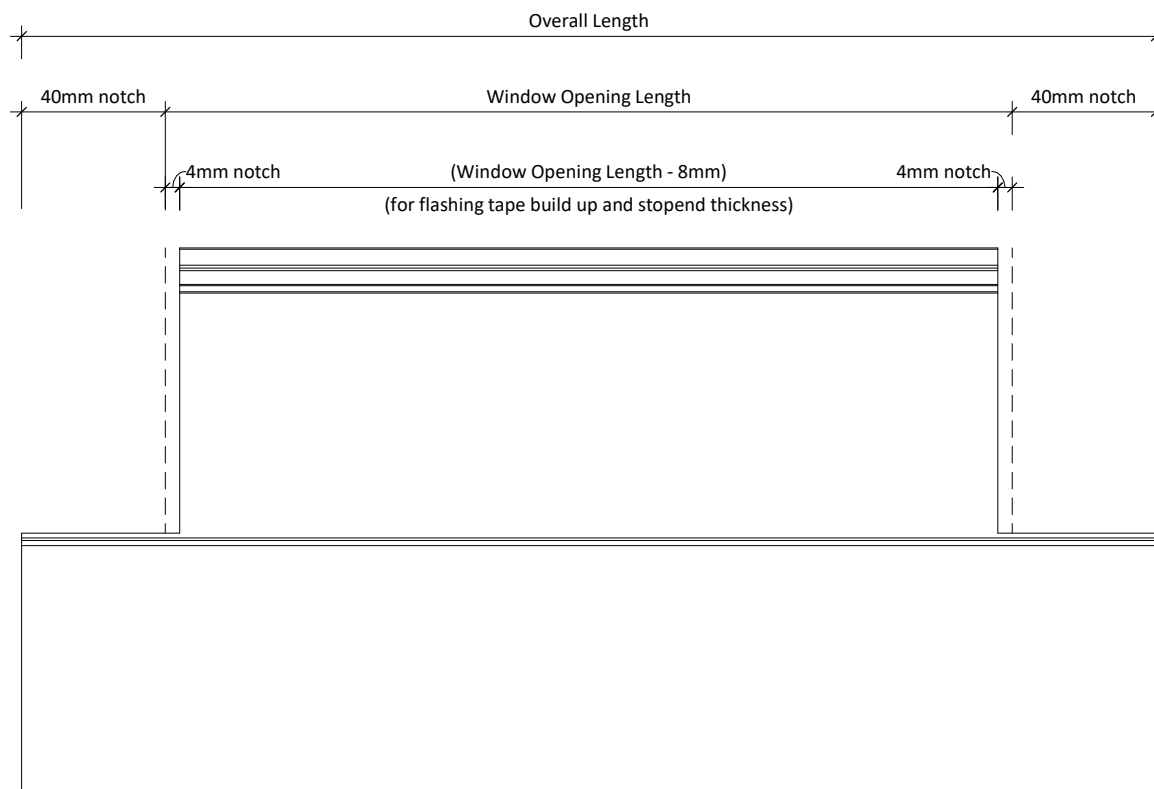 Overall Length
40mm notch
Window Opening Length
40mm notch
4mm notch
(Window Opening Length - 8mm)
4mm notch
(for flashing tape build up and stopend thickness)